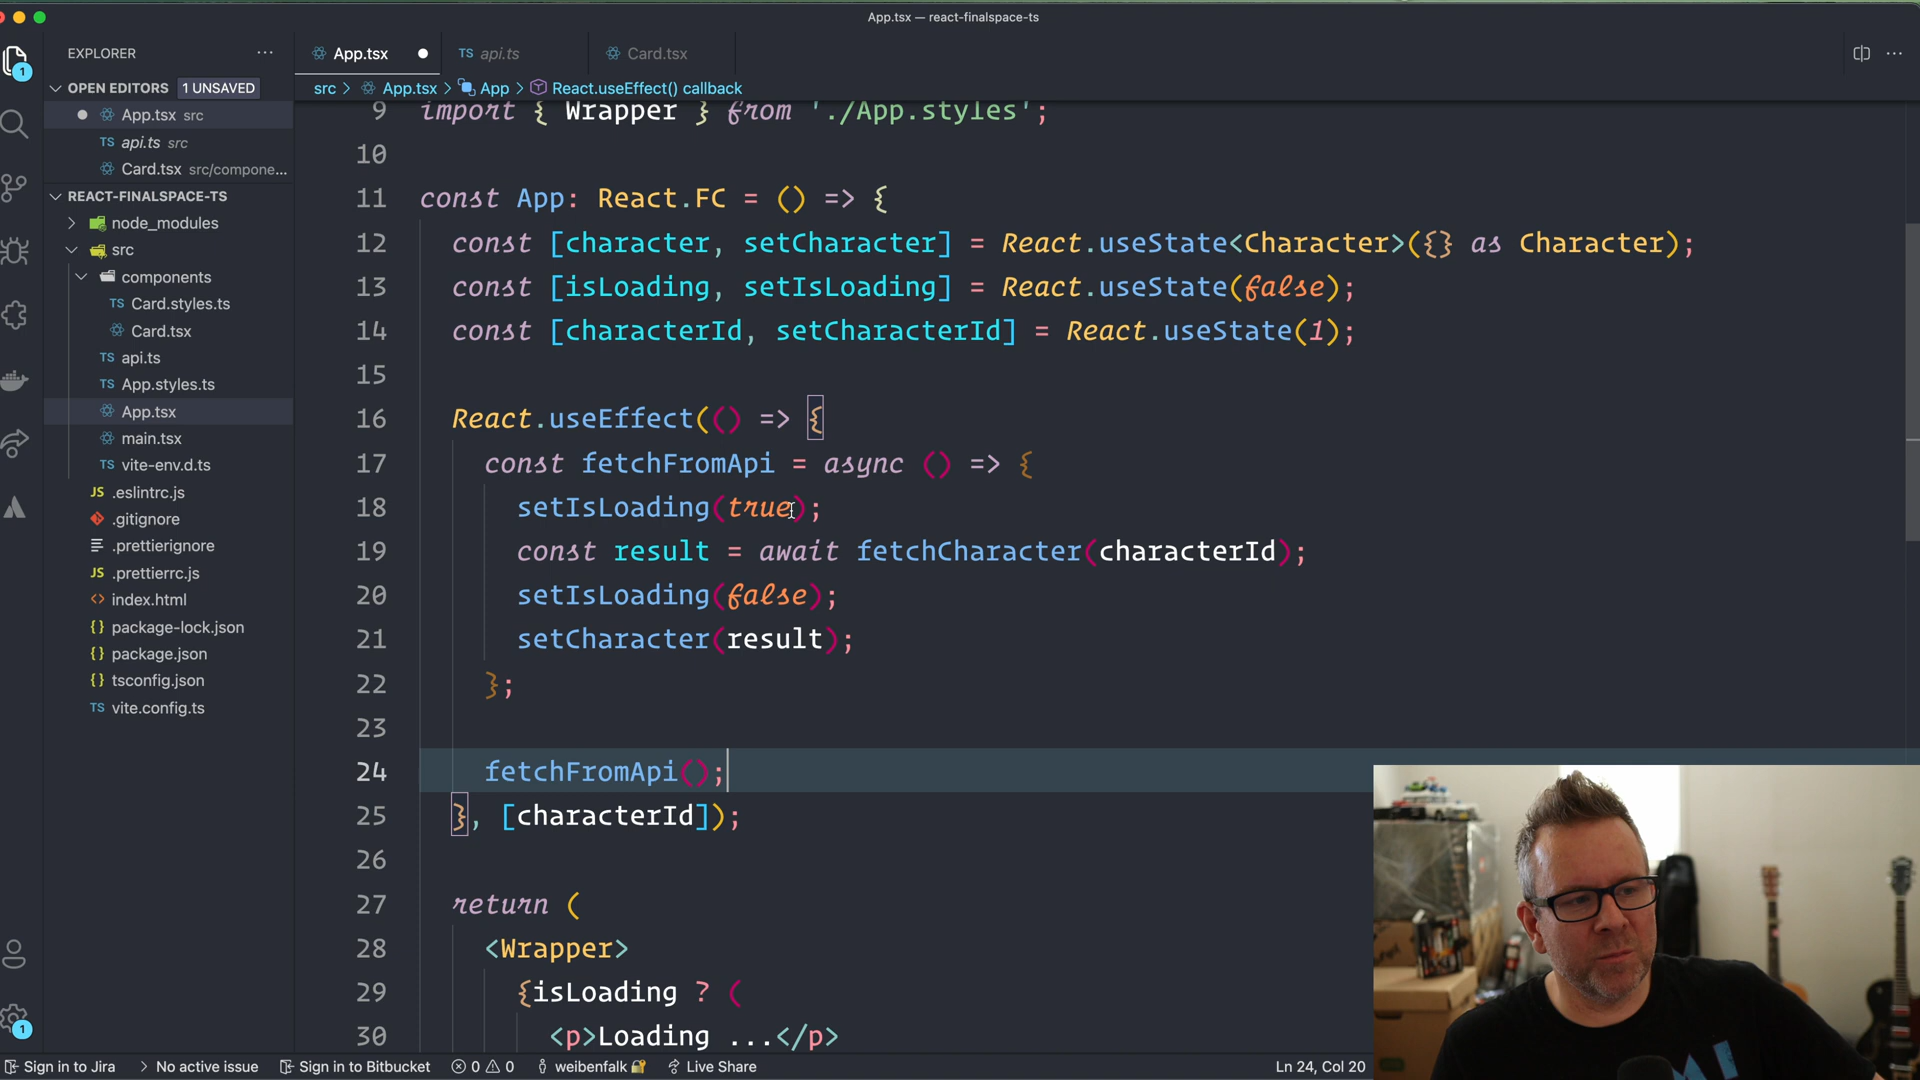 App.tsx — react-finalspace-ts
EXPLORER
App.tsx
TS api.ts
Card.tsx
OPEN EDITORS 1 UNSAVED
src > App.tsx > App > React.useEffect() callback
App.tsx src
TS api.ts src
Card.tsx src/compone...
REACT-FINALSPACE-TS
node_modules
src
components
TS Card.styles.ts
Card.tsx
TS api.ts
TS App.styles.ts
App.tsx
main.tsx
TS vite-env.d.ts
JS .eslintrc.js
.gitignore
.prettierignore
JS .prettierrc.js
<> index.html
{} package-lock.json
{} package.json
{} tsconfig.json
TS vite.config.ts
1
1
9 import { Wrapper } from './App.styles';
10
11 const App: React.FC = () => {
12 const [character, setCharacter] = React.useState<Character>({} as Character);
13 const [isLoading, setIsLoading] = React.useState(false);
14 const [characterId, setCharacterId] = React.useState(1);
15
16 React.useEffect(() => {
17 const fetchFromApi = async () => {
18 setIsLoading(true);
19 const result = await fetchCharacter(characterId);
20 setIsLoading(false);
21 setCharacter(result);
22 };
23
24 fetchFromApi();
25 }, [characterId]);
26
27 return (
28 <Wrapper>
29 {isLoading ? (
30 <p>Loading ...</p>
Sign in to Jira > No active issue Sign in to Bitbucket 0 0 weibenfalk Live Share Ln 24, Col 20